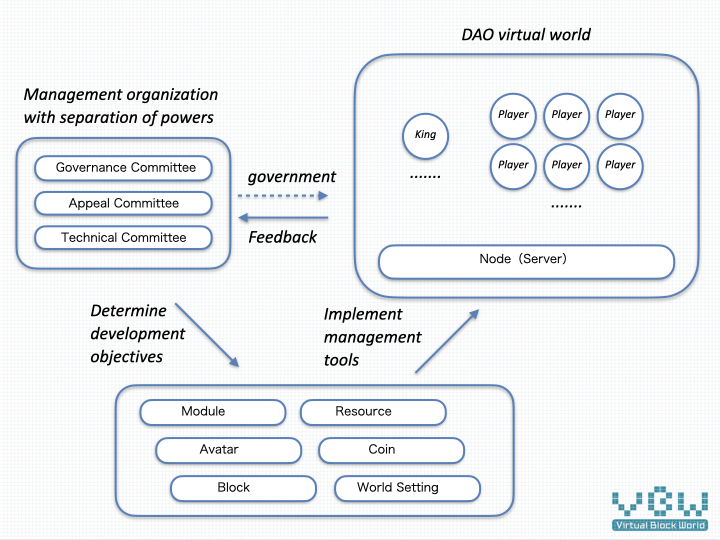 DAO virtual world
Management organization
with separation of powers
Governance Committee
Appeal Committee
Technical Committee
government
Feedback
King
.......
Player Player Player
Player Player Player
.......
Node（Server）
Determine
development
objectives
Implement
management
tools
Module Resource
Avatar Coin
Block World Setting
VBW
Virtual Block World